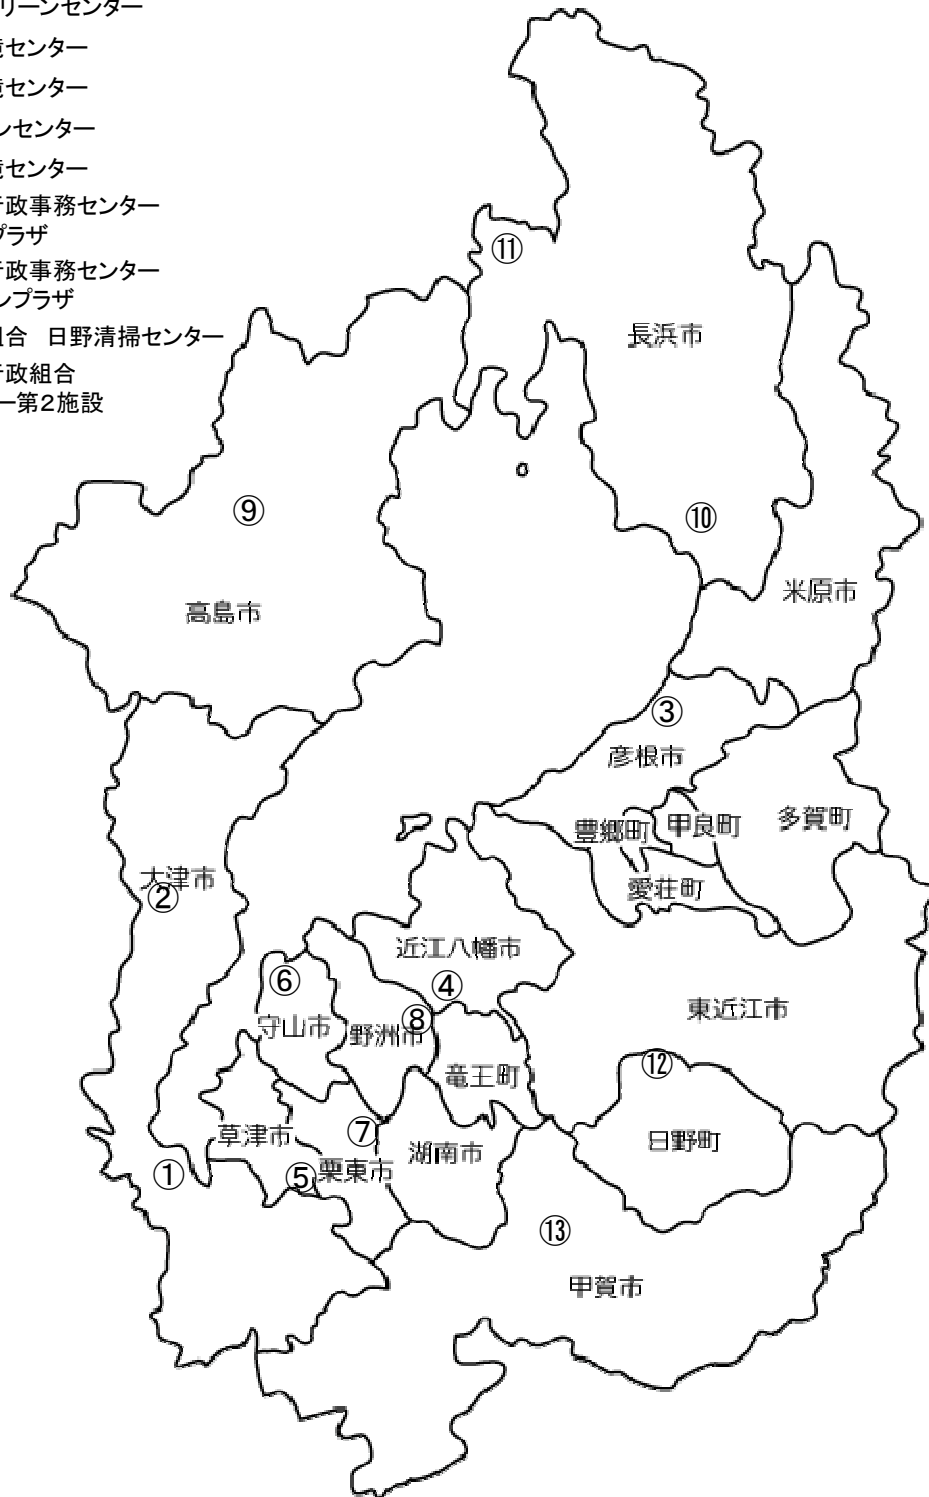 リーンセンター
境センター
境センター
ンセンター
境センター
行政事務センター
プラザ
行政事務センター
ンプラザ
組合 日野清掃センター
行政組合
ー第2施設
⑪
長浜市
⑨
⑩
米原市
高島市
③
彦根市
豊郷町
甲良町
多賀町
愛荘町
大津市
②
近江八幡市
④
⑥
守山市
野洲市
⑧
東近江市
竜王町
⑫
草津市
⑦
湖南市
日野町
①
⑤
栗東市
⑬
甲賀市